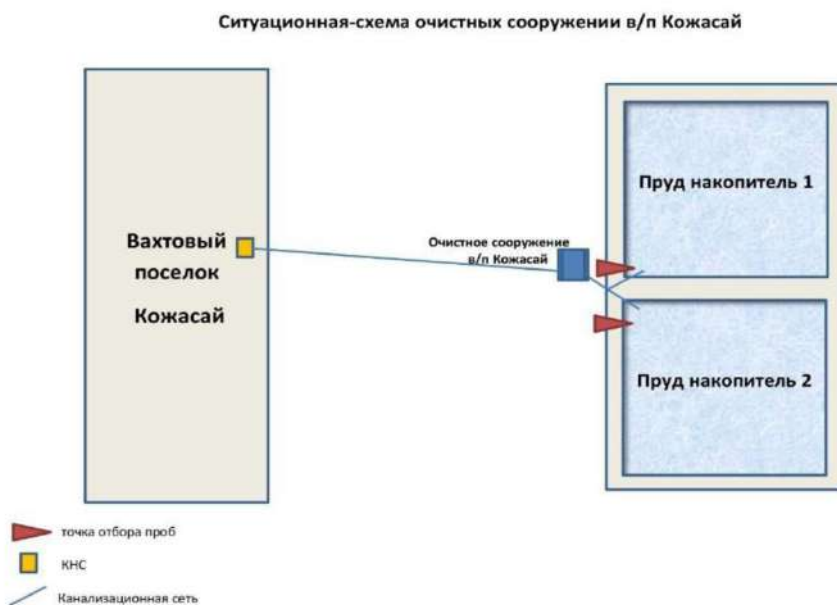 Ситуационная-схема очистных сооружении в/п Кожасай
Пруд накопитель 1
Вахтовый
поселок
Кожасай
Очистное сооружение
в/п Кожасай
Пруд накопитель 2
точка отбора проб
КНС
Канализационная сеть